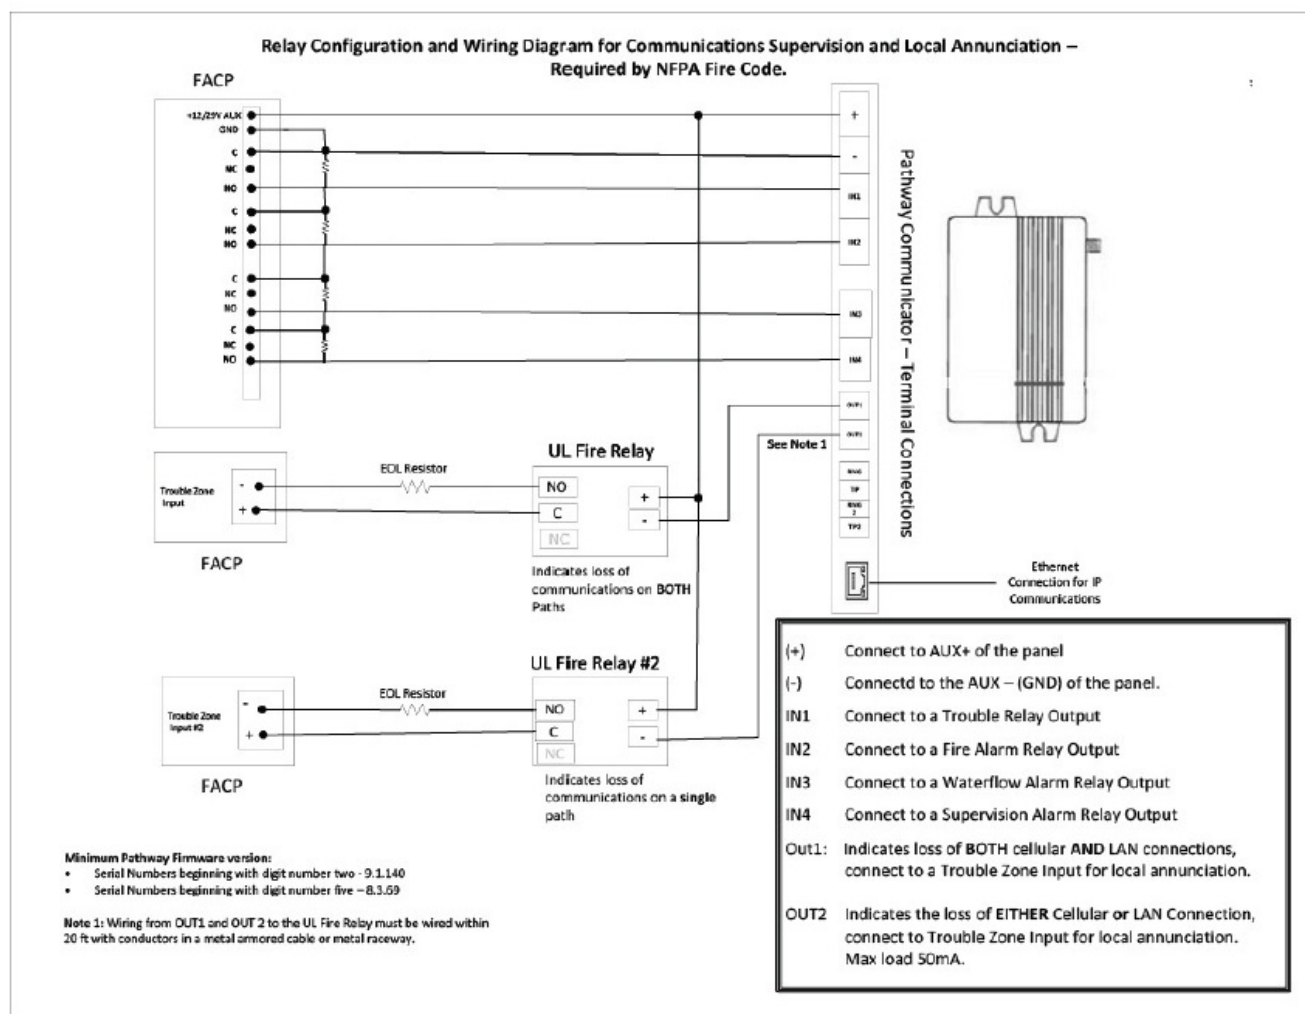 Relay Configuration and Wiring Diagram for Communications Supervision and Local Annunciation –
Required by NFPA Fire Code.
FACP
+12/29V AUX
GND
C
NC
NO
C
NC
NO
C
NC
NO
C
NC
NO
+
-
IN1
IN2
IN3
IN4
OUT1
See Note 1
RING
TIP
RING
2
TIP2
Pathway Communicator – Terminal Connections
Ethernet
Connection for IP
Communications
Trouble Zone
Input
-
+
FACP
EOL Resistor
UL Fire Relay
NO
C
NC
+
-
Indicates loss of
communications on BOTH
Paths
Trouble Zone
Input #2
-
+
FACP
EOL Resistor
UL Fire Relay #2
NO
C
NC
+
-
Indicates loss of
communications on a single
path
(+) Connect to AUX+ of the panel
(-) Connectd to the AUX – (GND) of the panel.
IN1 Connect to a Trouble Relay Output
IN2 Connect to a Fire Alarm Relay Output
IN3 Connect to a Waterflow Alarm Relay Output
IN4 Connect to a Supervision Alarm Relay Output
Out1: Indicates loss of BOTH cellular AND LAN connections,
connect to a Trouble Zone Input for local annunciation.
OUT2 Indicates the loss of EITHER Cellular or LAN Connection,
connect to Trouble Zone Input for local annunciation.
Max load 50mA.
Minimum Pathway Firmware version:
• Serial Numbers beginning with digit number two - 9.1.140
• Serial Numbers beginning with digit number five – 8.3.69
Note 1: Wiring from OUT1 and OUT 2 to the UL Fire Relay must be wired within
20 ft with conductors in a metal armored cable or metal raceway.